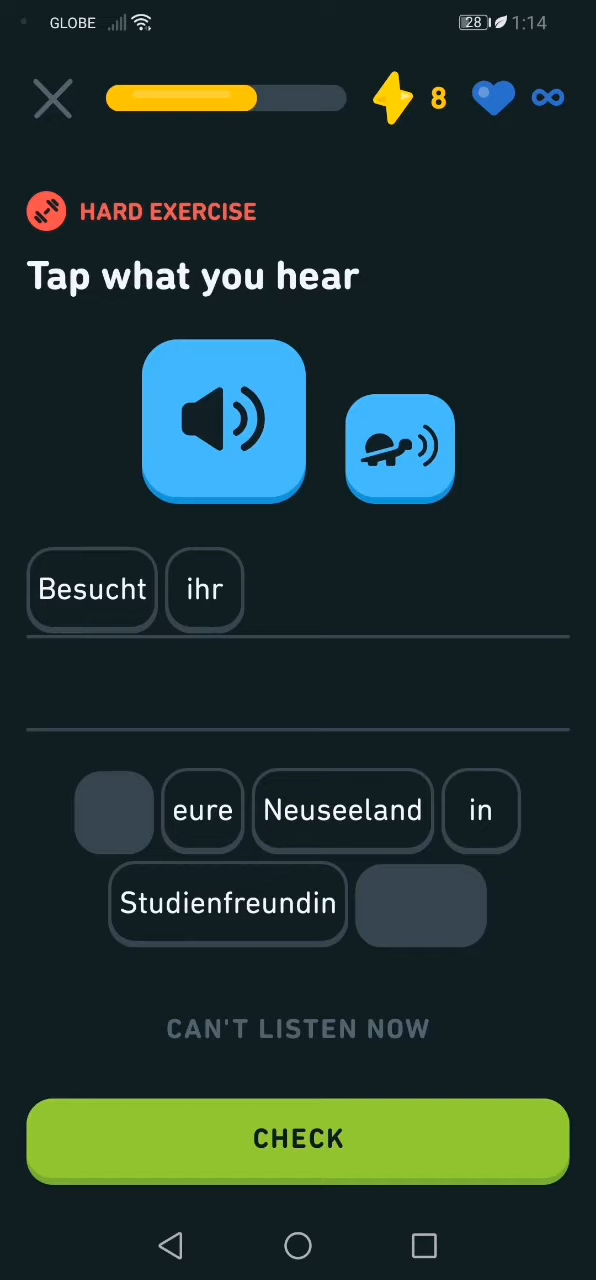 GLOBE 28 1:14
8 ∞
HARD EXERCISE
Tap what you hear
Besucht ihr
eure Neuseeland in
Studienfreundin
CAN'T LISTEN NOW
CHECK